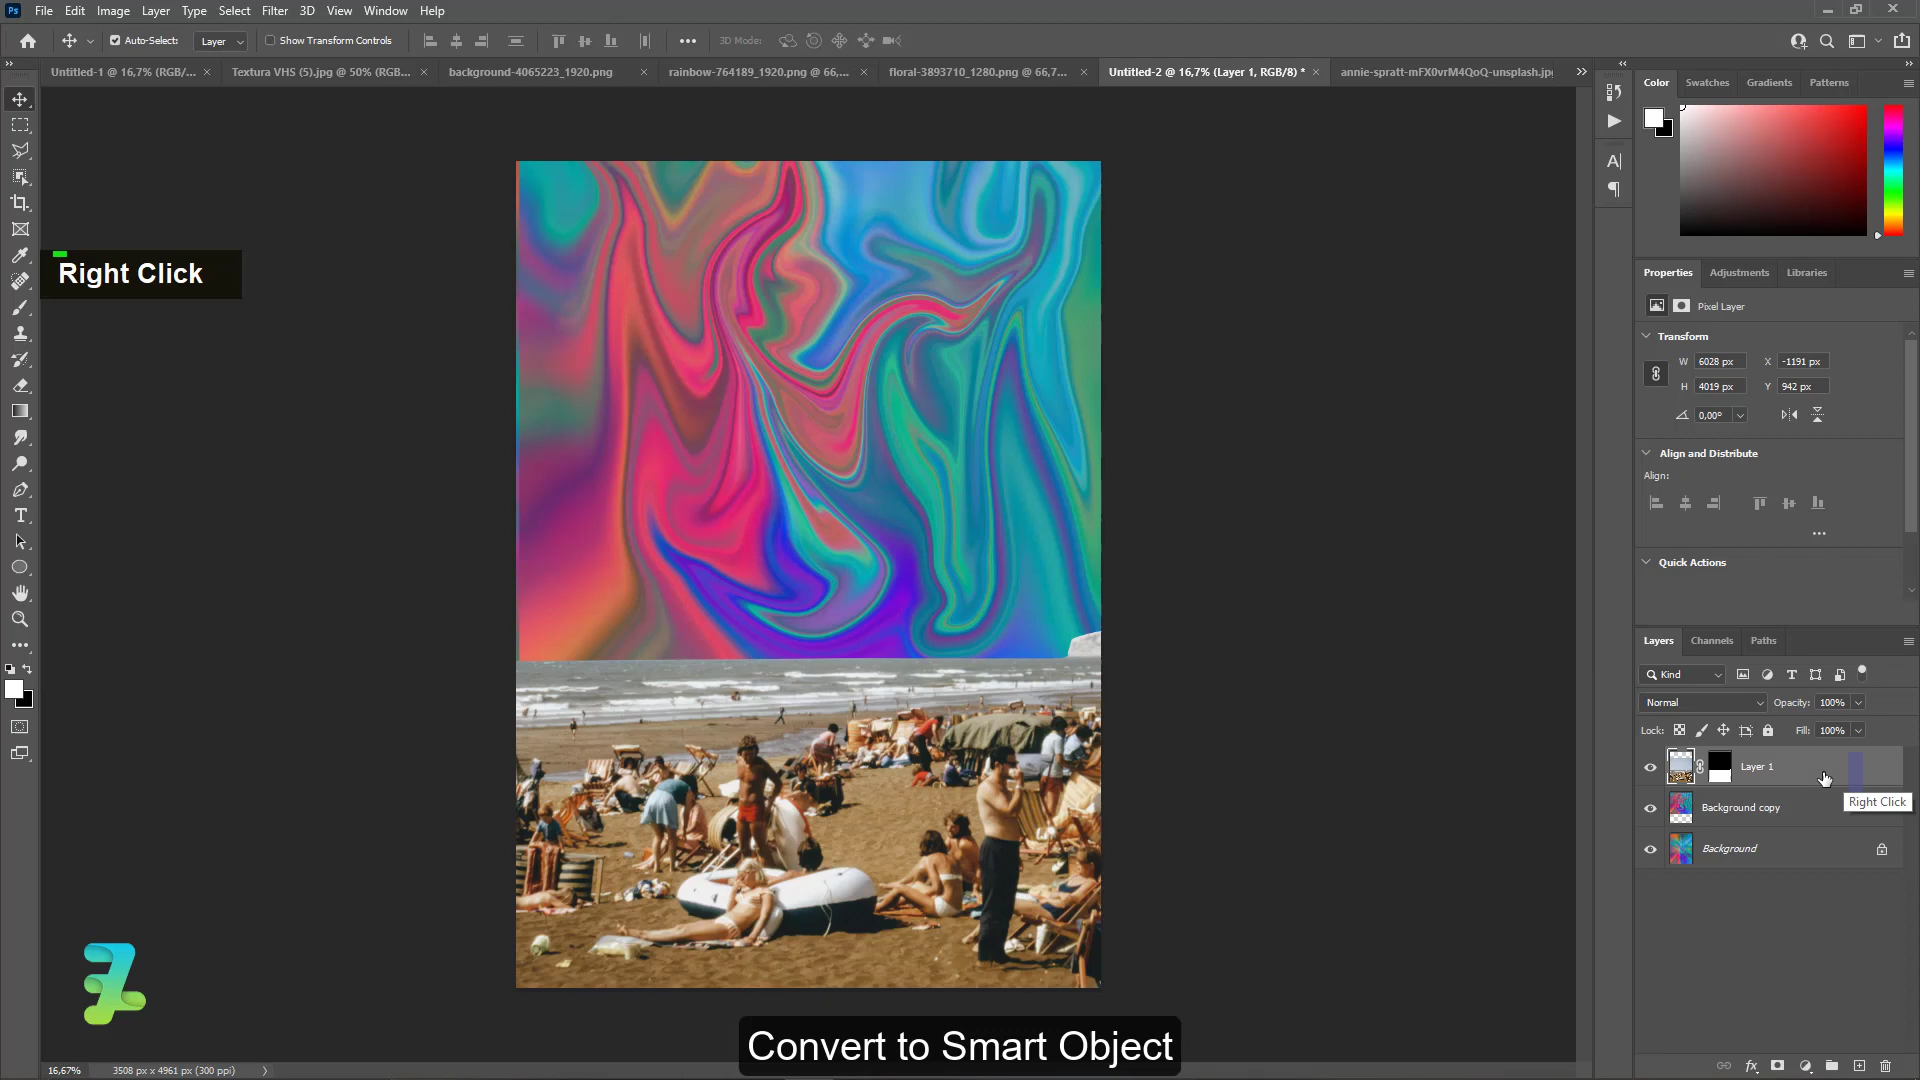 Ps File Edit Image Layer Type Select Filter 3D View Window Help
Auto-Select: Layer Show Transform Controls 3D Mode:
Untitled-1 @ 16,7% (RGB/... Textura VHS (5).jpg @ 50% (RGB... background-4065223_1920.png rainbow-764189_1920.png @ 66,... floral-3893710_1280.png @ 66,7... Untitled-2 @ 16,7% (Layer 1, RGB/8) * annie-spratt-mFX0vrM4QoQ-unsplash.jpg
Color Swatches Gradients Patterns
Right Click
Properties Adjustments Libraries
Pixel Layer
Transform
W 6028 px X -1191 px
H 4019 px Y 942 px
0,00°
Align and Distribute
Align:
Quick Actions
Layers Channels Paths
Kind
Normal Opacity: 100%
Lock: Fill: 100%
Layer 1
Right Click
Background copy
Background
Convert to Smart Object
16,67% 3508 px x 4961 px (300 ppi)